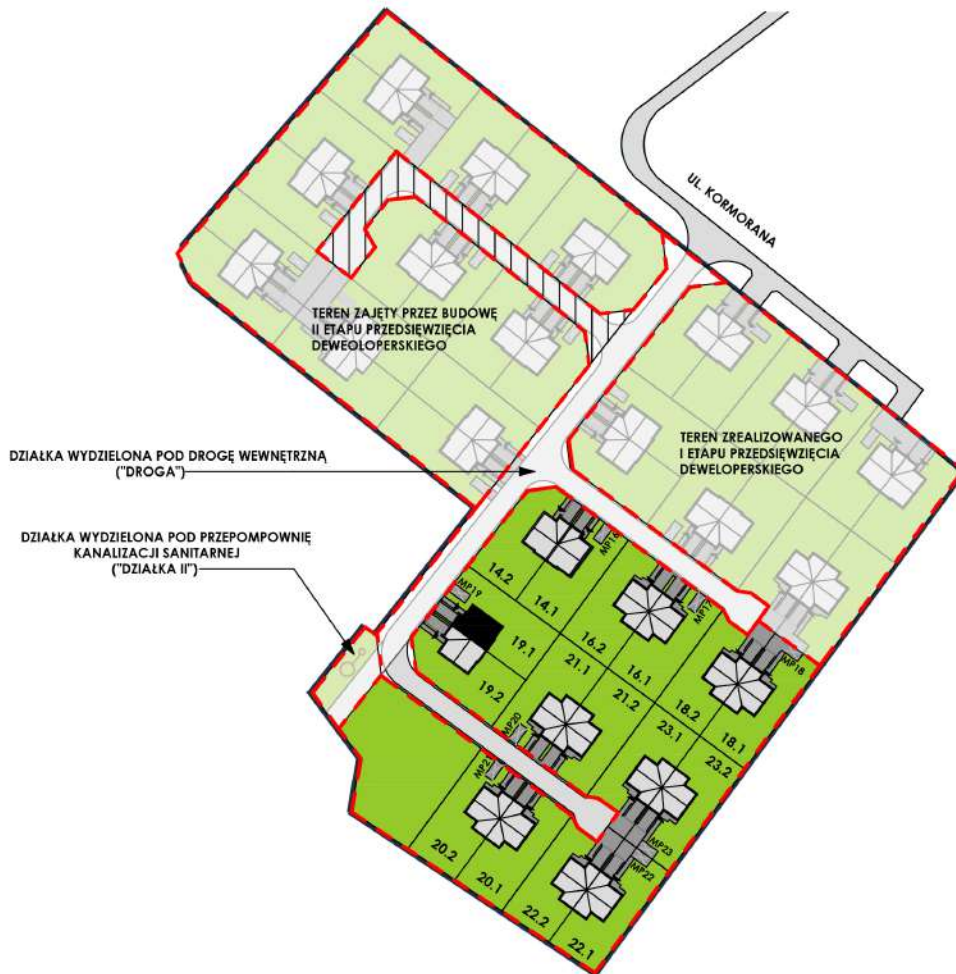 UL. KORMORANA
TEREN ZAJĘTY PRZEZ BUDOWĘ
II ETAPU PRZEDSIĘWZIĘCIA
DEWEOLOPERSKIEGO
TEREN ZREALIZOWANEGO
I ETAPU PRZEDSIĘWZIĘCIA
DEWELOPERSKIEGO
DZIAŁKA WYDZIELONA POD DROGĘ WEWNĘTRZNĄ
("DROGA")
DZIAŁKA WYDZIELONA POD PRZEPOMPOWNIĘ
KANALIZACJI SANITARNEJ
("DZIAŁKA II")
MP16
14.2
14.1
MP17
MP19
16.2
16.1
MP18
19.1
19.2
21.1
21.2
18.2
18.1
23.1
23.2
MP20
MP21
MP23
MP22
20.2
20.1
22.2
22.1